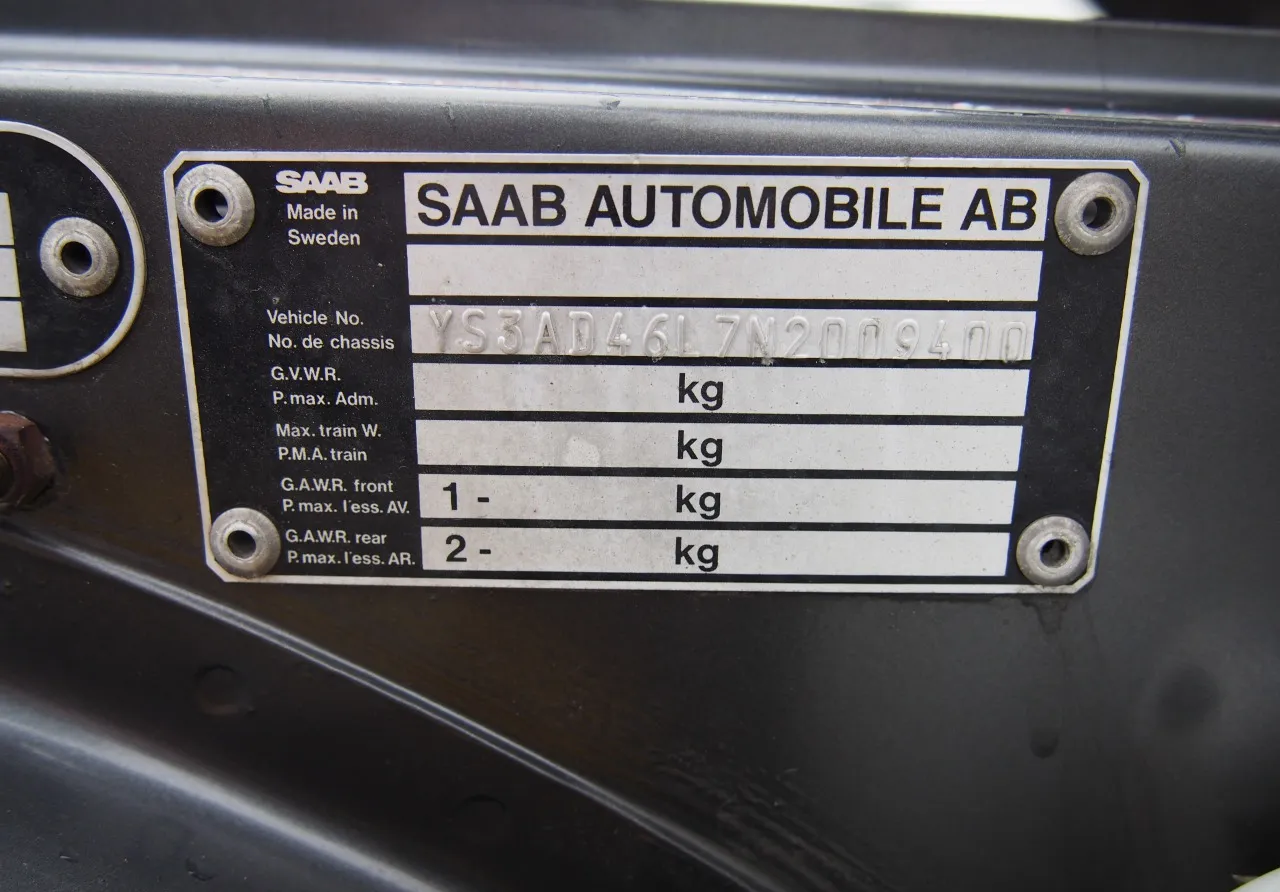 SAAB
Made in
Sweden
SAAB AUTOMOBILE AB
Vehicle No.
No. de chassis
YS3AD46L7N2009400
G.V.W.R.
P. max. Adm.
kg
Max. train W.
P.M.A. train
kg
G.A.W.R. front
P. max. l'ess. AV.
1 - kg
G.A.W.R. rear
P. max. l'ess. AR.
2 - kg